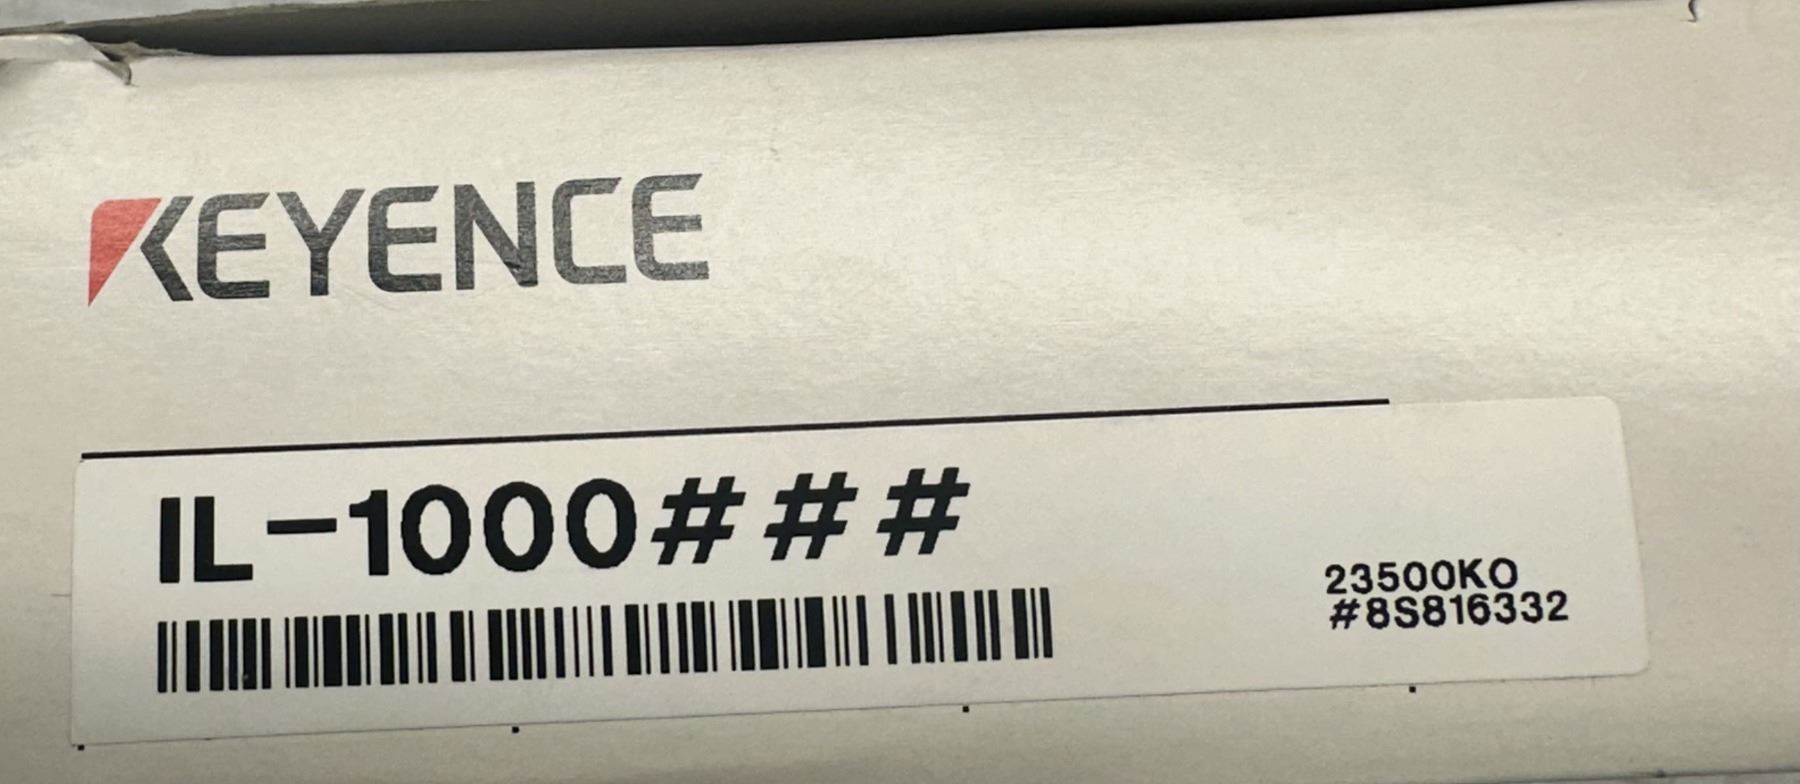 KEYENCE
IL-1000###
23500KO
#8S816332